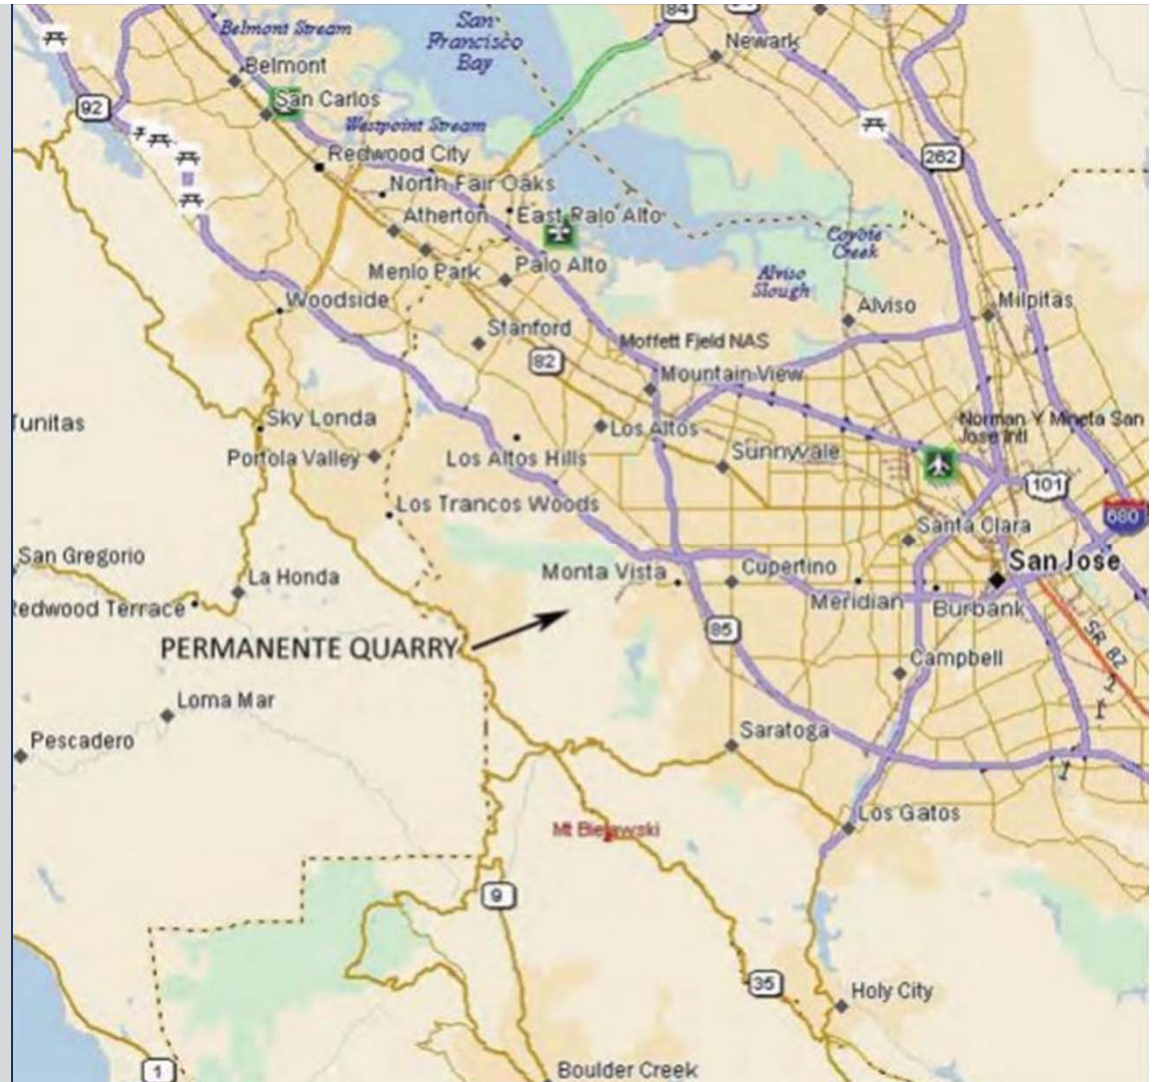 84
Belmont Stream
San
Francisco
Bay
Newark
Belmont
San Carlos
92
Westpoint Stream
262
Redwood City
North Fair Oaks
Atherton
East Palo Alto
Coyote
Creek
Menlo Park
Palo Alto
Alviso
Slough
Woodside
Alviso
Milpitas
Stanford
Moffett Field NAS
82
Mountain View
Tunitas
Sky Londa
Los Altos
Norman Y Mineta San
Jose Intl
Portola Valley
Los Altos Hills
Sunnyvale
101
Los Trancos Woods
680
Santa Clara
San Gregorio
La Honda
Monta Vista
Cupertino
San Jose
Redwood Terrace
Meridian
Burbank
PERMANENTE QUARRY
85
SR 82
Campbell
Loma Mar
Pescadero
Saratoga
Los Gatos
Mt Bielawski
9
35
Holy City
1
Boulder Creek